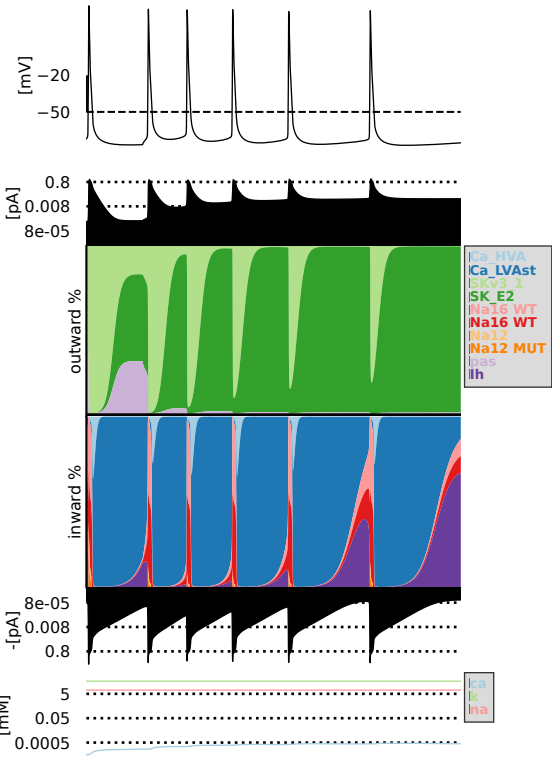 [mV]
−20
−50
[pA]
0.8
0.008
8e-05
outward %
Ca_HVA
Ca_LVAst
SKv3_1
SK_E2
Na16 WT
Na16 WT
Na12
Na12 MUT
pas
Ih
inward %
-[pA]
8e-05
0.008
0.8
[mM]
5
0.05
0.0005
ca
k
na